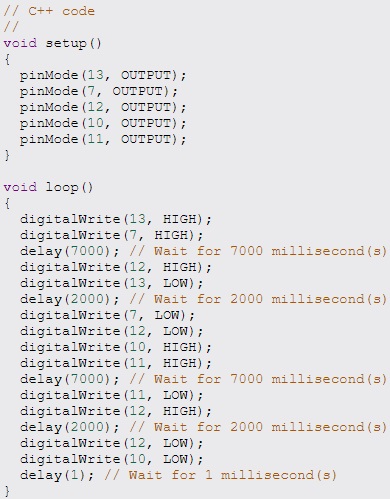 // C++ code
//
void setup()
{
  pinMode(13, OUTPUT);
  pinMode(7, OUTPUT);
  pinMode(12, OUTPUT);
  pinMode(10, OUTPUT);
  pinMode(11, OUTPUT);
}

void loop()
{
  digitalWrite(13, HIGH);
  digitalWrite(7, HIGH);
  delay(7000); // Wait for 7000 millisecond(s)
  digitalWrite(12, HIGH);
  digitalWrite(13, LOW);
  delay(2000); // Wait for 2000 millisecond(s)
  digitalWrite(7, LOW);
  digitalWrite(12, LOW);
  digitalWrite(10, HIGH);
  digitalWrite(11, HIGH);
  delay(7000); // Wait for 7000 millisecond(s)
  digitalWrite(11, LOW);
  digitalWrite(12, HIGH);
  delay(2000); // Wait for 2000 millisecond(s)
  digitalWrite(12, LOW);
  digitalWrite(10, LOW);
  delay(1); // Wait for 1 millisecond(s)
}